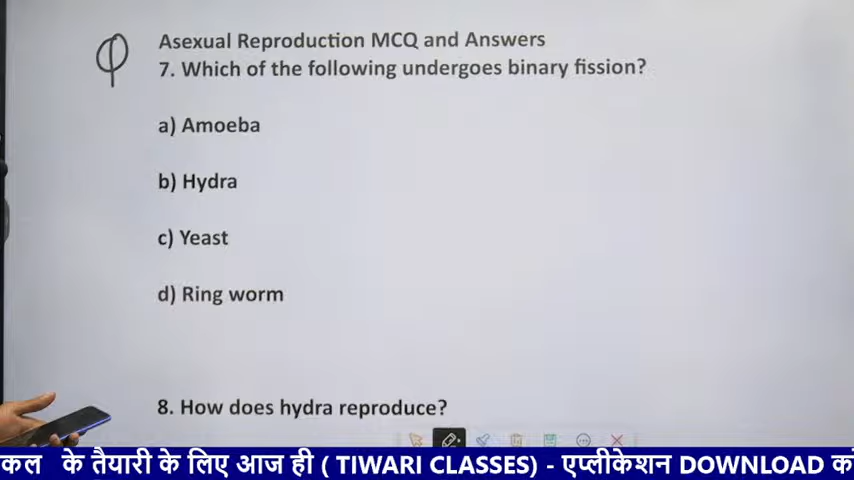 Asexual Reproduction MCQ and Answers
7. Which of the following undergoes binary fission?
a) Amoeba
b) Hydra
c) Yeast
d) Ring worm
8. How does hydra reproduce?
कल के तैयारी के लिए आज ही ( TIWARI CLASSES) - एप्लीकेशन DOWNLOAD